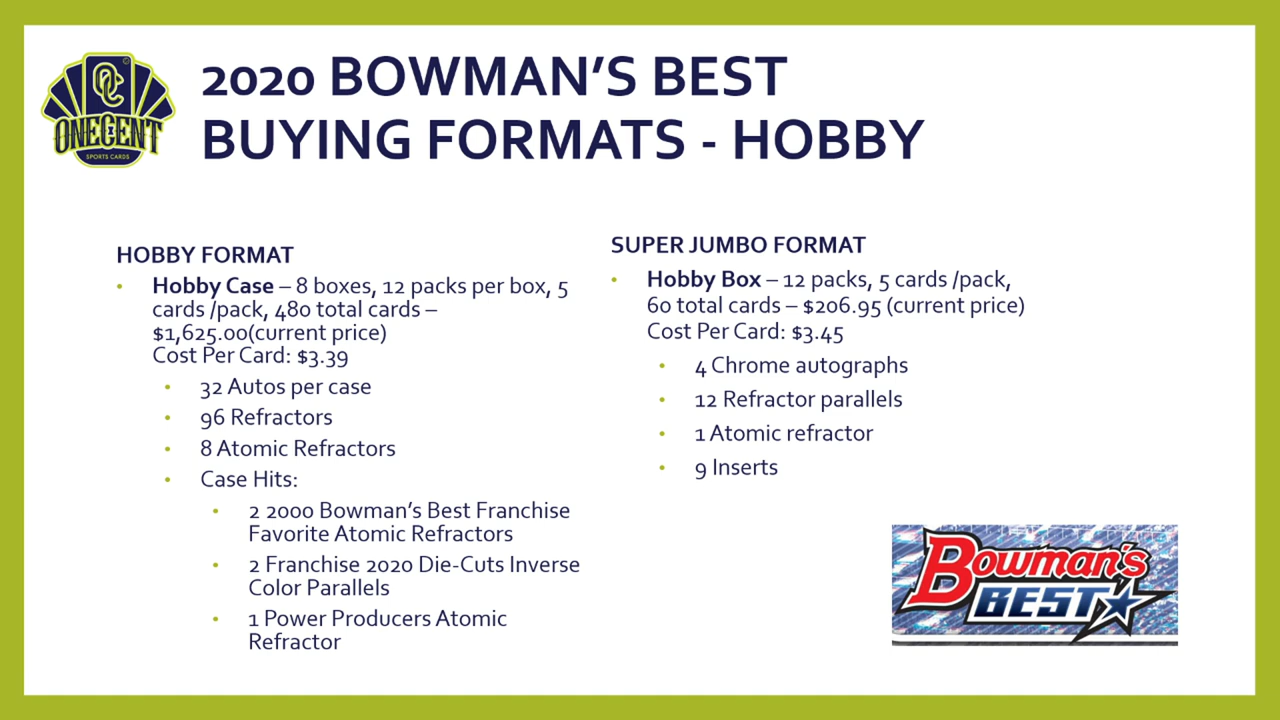 OC
ONECENT
SPORTS CARDS
2020 BOWMAN'S BEST
BUYING FORMATS - HOBBY
HOBBY FORMAT
• Hobby Case – 8 boxes, 12 packs per box, 5
cards /pack, 480 total cards –
$1,625.00(current price)
Cost Per Card: $3.39
• 32 Autos per case
• 96 Refractors
• 8 Atomic Refractors
• Case Hits:
• 2 2000 Bowman's Best Franchise
Favorite Atomic Refractors
• 2 Franchise 2020 Die-Cuts Inverse
Color Parallels
• 1 Power Producers Atomic
Refractor
SUPER JUMBO FORMAT
• Hobby Box – 12 packs, 5 cards /pack,
60 total cards – $206.95 (current price)
Cost Per Card: $3.45
• 4 Chrome autographs
• 12 Refractor parallels
• 1 Atomic refractor
• 9 Inserts
Bowman's
BEST